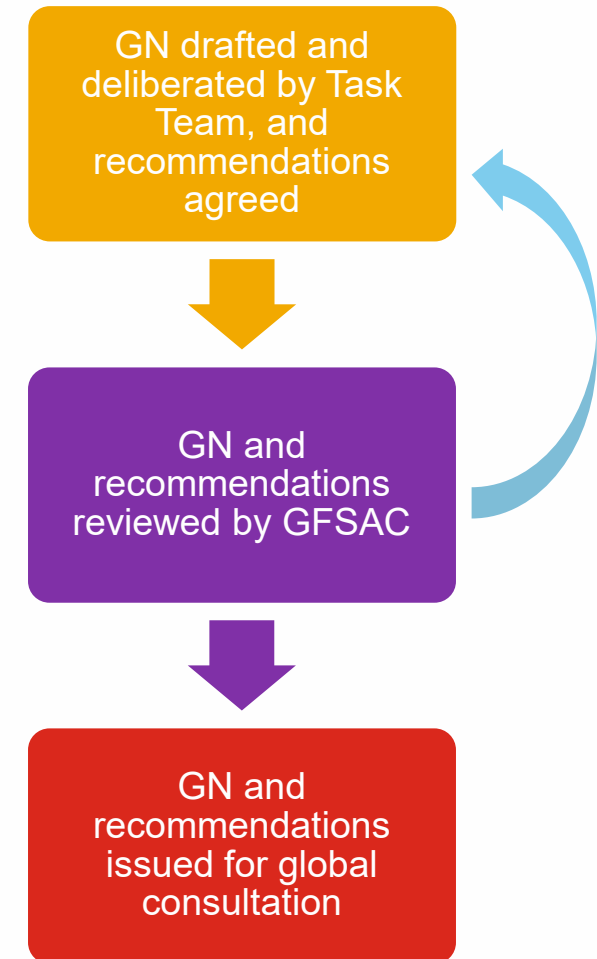 GN drafted and
deliberated by Task
Team, and
recommendations
agreed
GN and
recommendations
reviewed by GFSAC
GN and
recommendations
issued for global
consultation